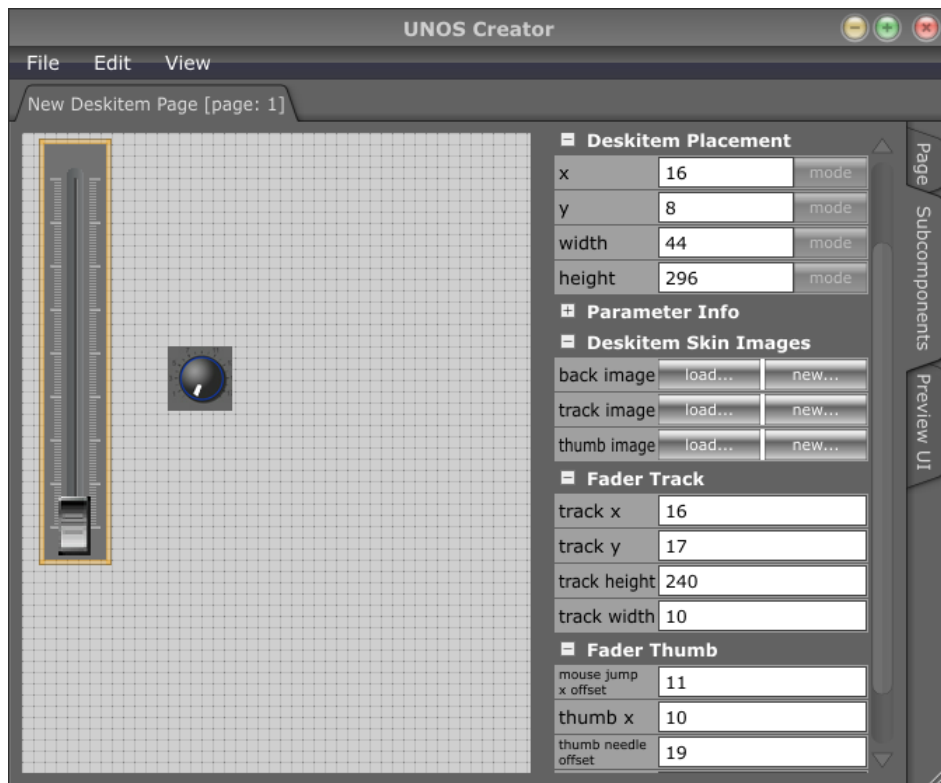 UNOS Creator
File Edit View
New Deskitem Page [page: 1]
Deskitem Placement
x 16 mode
y 8 mode
width 44 mode
height 296 mode
Parameter Info
Deskitem Skin Images
back image load... new...
track image load... new...
thumb image load... new...
Fader Track
track x 16
track y 17
track height 240
track width 10
Fader Thumb
mouse jump
x offset 11
thumb x 10
thumb needle
offset 19
Page
Subcomponents
Preview UI